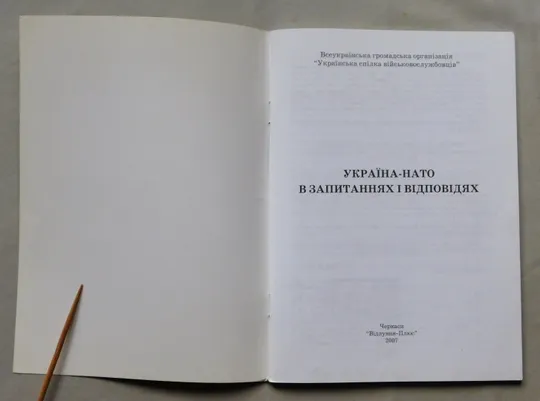 Всеукраїнська громадська організація
"Українська спілка військовослужбовців"
УКРАЇНА-НАТО
В ЗАПИТАННЯХ І ВІДПОВІДЯХ
Черкаси
"Відлуння-Плюс"
2007